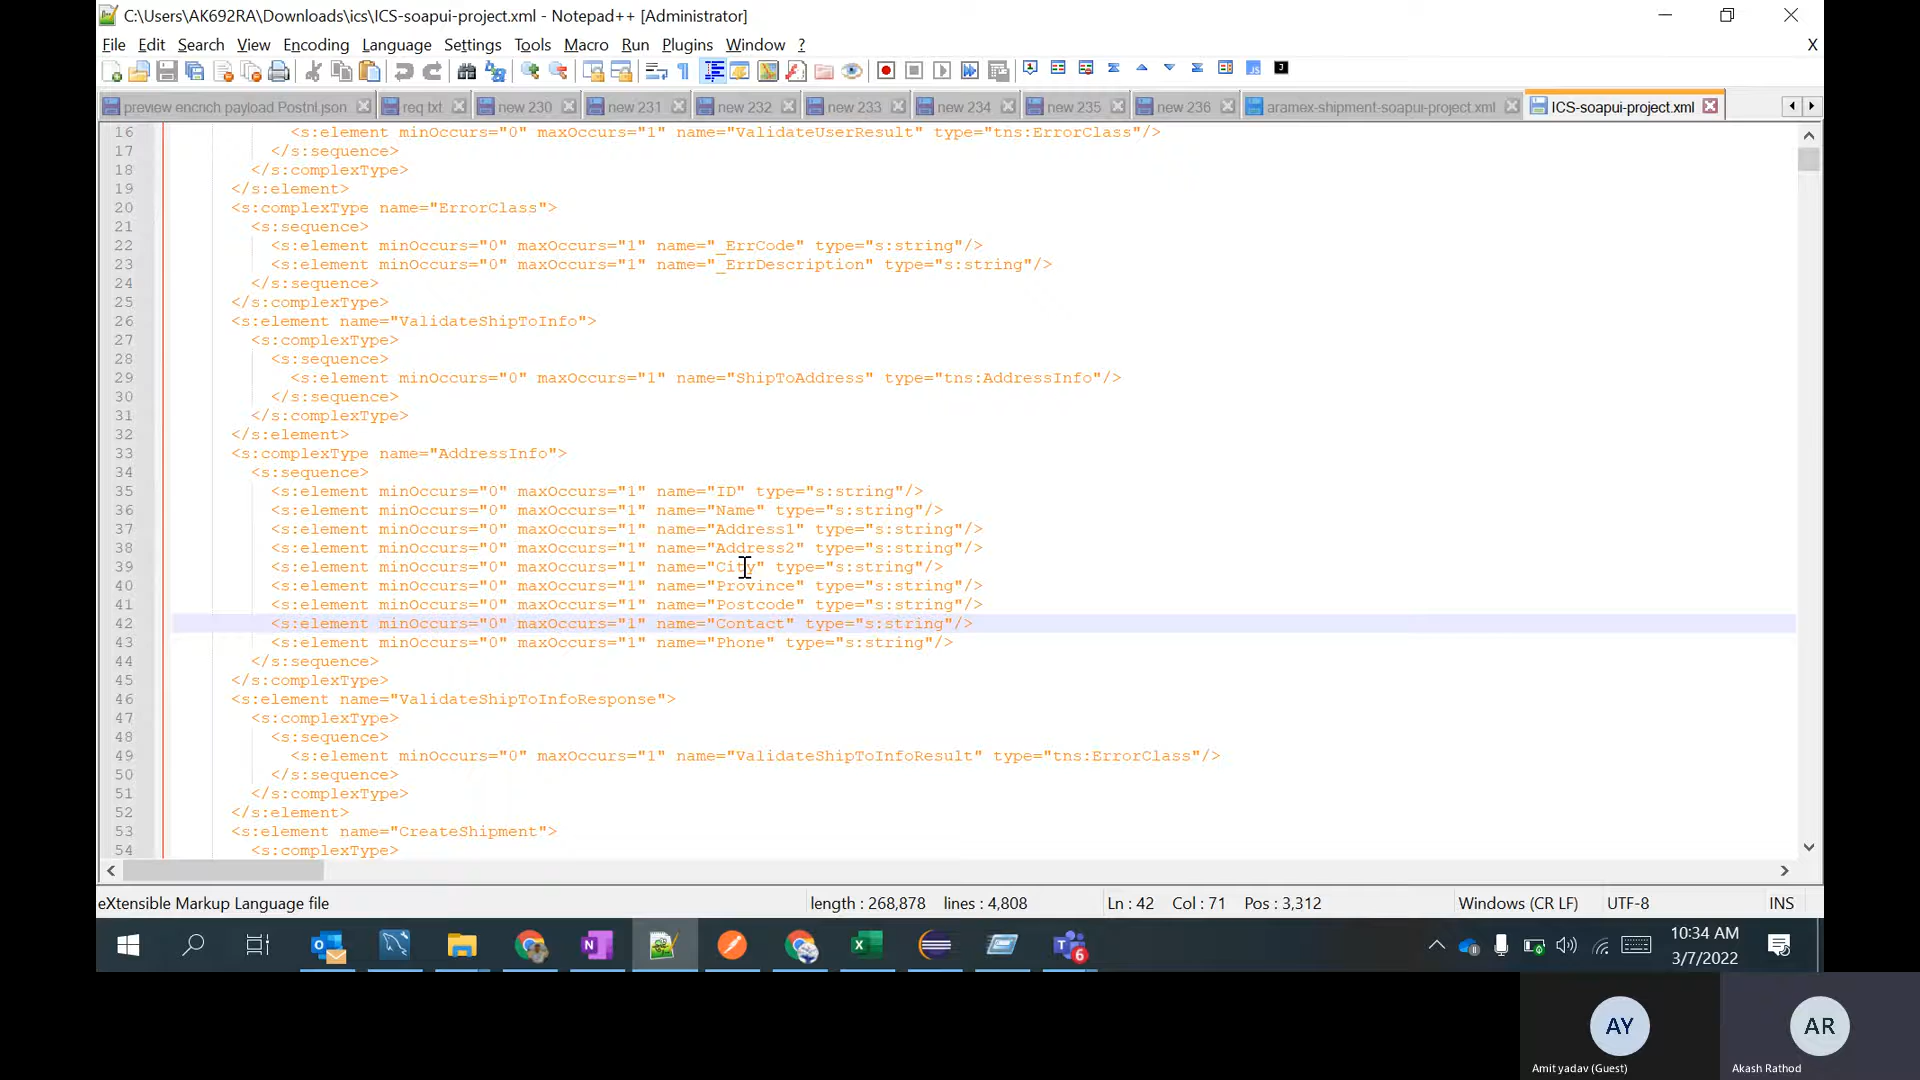 C:\Users\AK692RA\Downloads\ics\ICS-soapui-project.xml - Notepad++ [Administrator]
File Edit Search View Encoding Language Settings Tools Macro Run Plugins Window ? X
preview encnch payload Postnl.json req txt new 230 new 231 new 232 new 233 new 234 new 235 new 236 aramex-shipment-soapui-project.xml ICS-soapui-project.xml
16 <s:element minOccurs="0" maxOccurs="1" name="ValidateUserResult" type="tns:ErrorClass"/>
17 </s:sequence>
18 </s:complexType>
19 </s:element>
20 <s:complexType name="ErrorClass">
21 <s:sequence>
22 <s:element minOccurs="0" maxOccurs="1" name="_ErrCode" type="s:string"/>
23 <s:element minOccurs="0" maxOccurs="1" name="_ErrDescription" type="s:string"/>
24 </s:sequence>
25 </s:complexType>
26 <s:element name="ValidateShipToInfo">
27 <s:complexType>
28 <s:sequence>
29 <s:element minOccurs="0" maxOccurs="1" name="ShipToAddress" type="tns:AddressInfo"/>
30 </s:sequence>
31 </s:complexType>
32 </s:element>
33 <s:complexType name="AddressInfo">
34 <s:sequence>
35 <s:element minOccurs="0" maxOccurs="1" name="ID" type="s:string"/>
36 <s:element minOccurs="0" maxOccurs="1" name="Name" type="s:string"/>
37 <s:element minOccurs="0" maxOccurs="1" name="Address1" type="s:string"/>
38 <s:element minOccurs="0" maxOccurs="1" name="Address2" type="s:string"/>
39 <s:element minOccurs="0" maxOccurs="1" name="City" type="s:string"/>
40 <s:element minOccurs="0" maxOccurs="1" name="Province" type="s:string"/>
41 <s:element minOccurs="0" maxOccurs="1" name="Postcode" type="s:string"/>
42 <s:element minOccurs="0" maxOccurs="1" name="Contact" type="s:string"/>
43 <s:element minOccurs="0" maxOccurs="1" name="Phone" type="s:string"/>
44 </s:sequence>
45 </s:complexType>
46 <s:element name="ValidateShipToInfoResponse">
47 <s:complexType>
48 <s:sequence>
49 <s:element minOccurs="0" maxOccurs="1" name="ValidateShipToInfoResult" type="tns:ErrorClass"/>
50 </s:sequence>
51 </s:complexType>
52 </s:element>
53 <s:element name="CreateShipment">
54 <s:complexType>
eXtensible Markup Language file length : 268,878 lines : 4,808 Ln : 42 Col : 71 Pos : 3,312 Windows (CR LF) UTF-8 INS
10:34 AM
3/7/2022
AY AR
Amit yadav (Guest) Akash Rathod